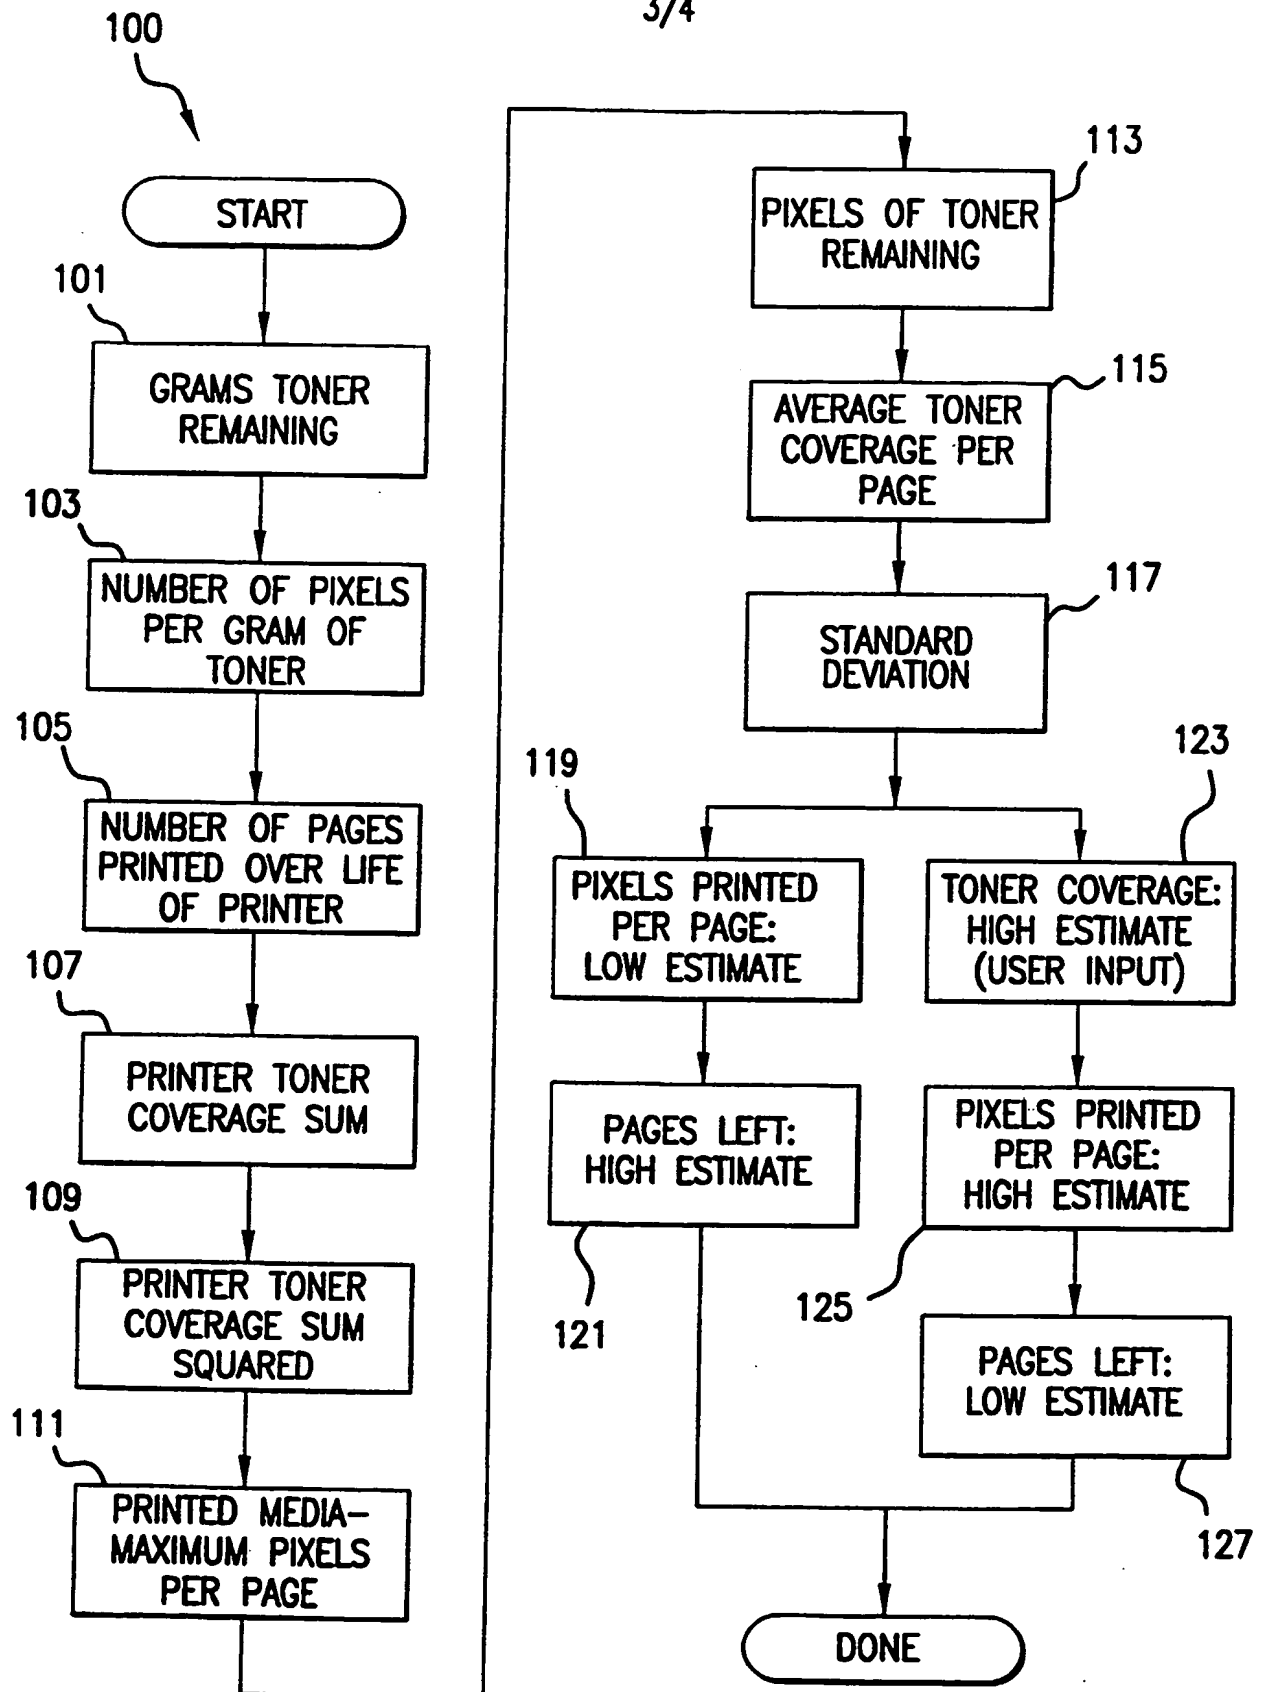 3/4
100
START
101
GRAMS TONER
REMAINING
103
NUMBER OF PIXELS
PER GRAM OF
TONER
105
NUMBER OF PAGES
PRINTED OVER LIFE
OF PRINTER
107
PRINTER TONER
COVERAGE SUM
109
PRINTER TONER
COVERAGE SUM
SQUARED
111
PRINTED MEDIA-
MAXIMUM PIXELS
PER PAGE
113
PIXELS OF TONER
REMAINING
115
AVERAGE TONER
COVERAGE PER
PAGE
117
STANDARD
DEVIATION
119
PIXELS PRINTED
PER PAGE:
LOW ESTIMATE
PAGES LEFT:
HIGH ESTIMATE
121
123
TONER COVERAGE:
HIGH ESTIMATE
(USER INPUT)
PIXELS PRINTED
PER PAGE:
HIGH ESTIMATE
125
PAGES LEFT:
LOW ESTIMATE
127
DONE